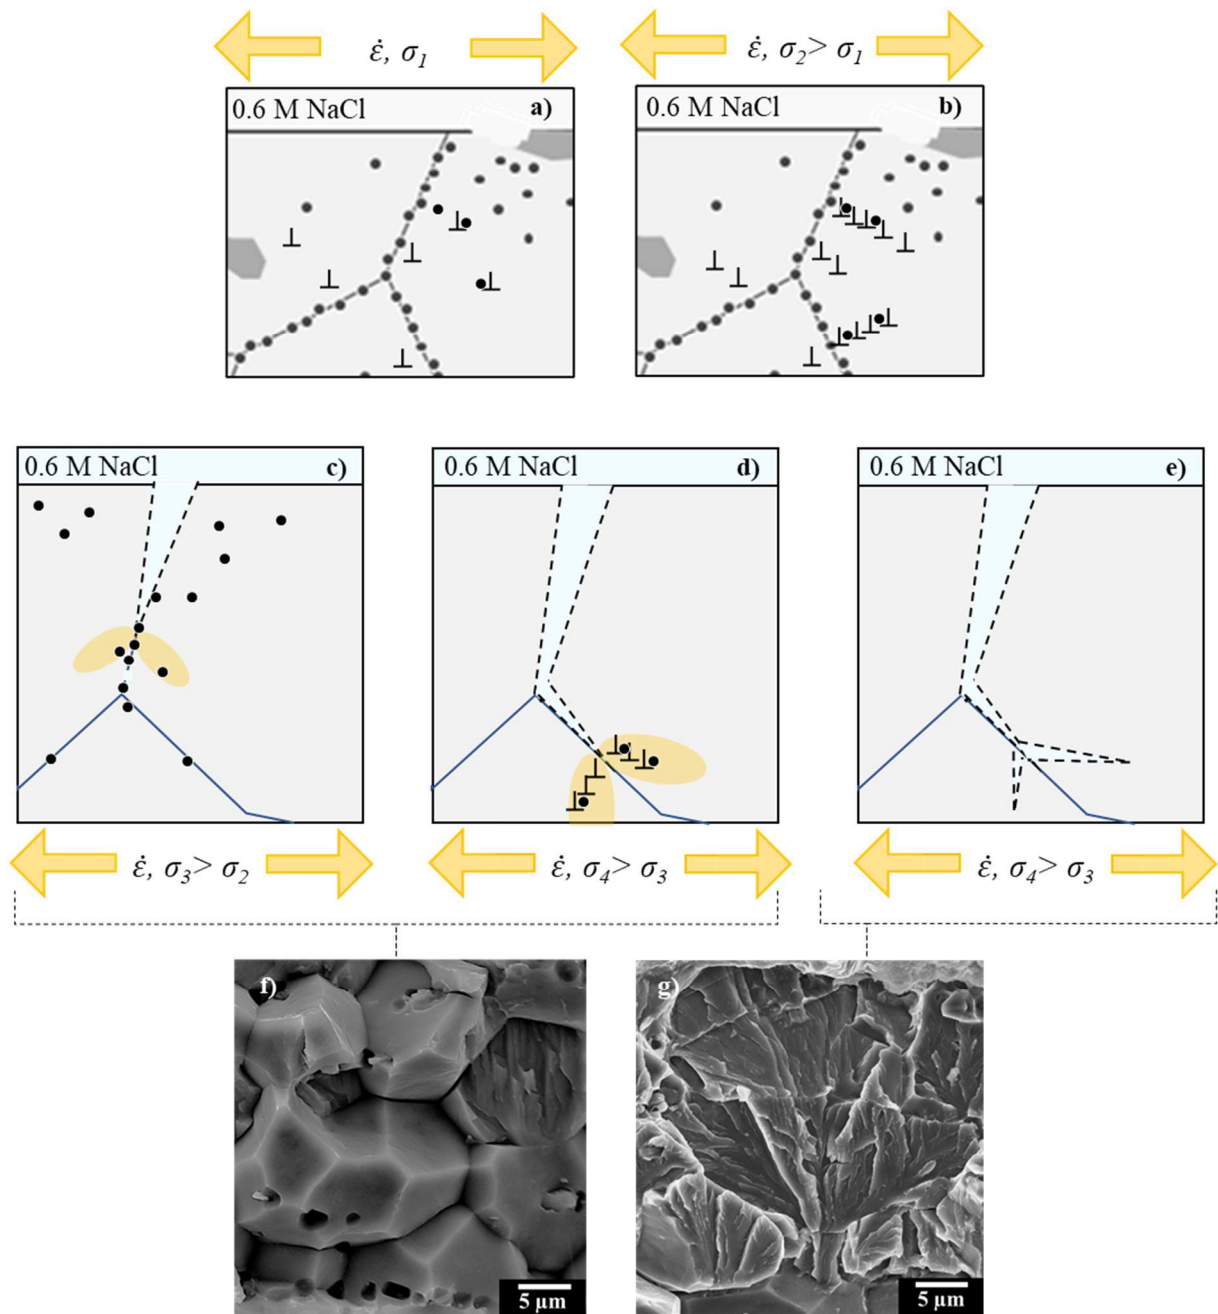 ε̇, σ₁
ε̇, σ₂> σ₁
0.6 M NaCl a)
0.6 M NaCl b)
0.6 M NaCl c)
0.6 M NaCl d)
0.6 M NaCl e)
ε̇, σ₃> σ₂
ε̇, σ₄> σ₃
ε̇, σ₄> σ₃
f)
g)
5 µm
5 µm